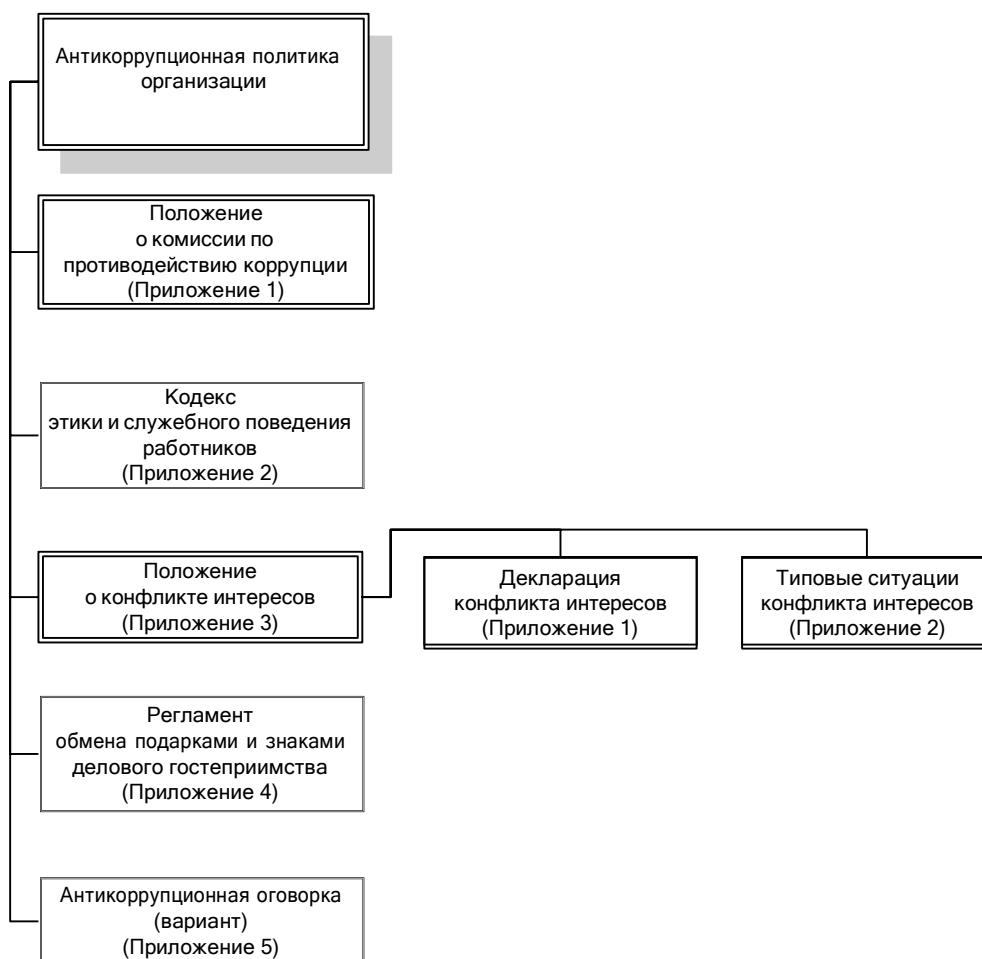 Антикоррупционная политика
организации
Положение
о комиссии по
противодействию коррупции
(Приложение 1)
Кодекс
этики и служебного поведения
работников
(Приложение 2)
Положение
о конфликте интересов
(Приложение 3)
Декларация
конфликта интересов
(Приложение 1)
Типовые ситуации
конфликта интересов
(Приложение 2)
Регламент
обмена подарками и знаками
делового гостеприимства
(Приложение 4)
Антикоррупционная оговорка
(вариант)
(Приложение 5)